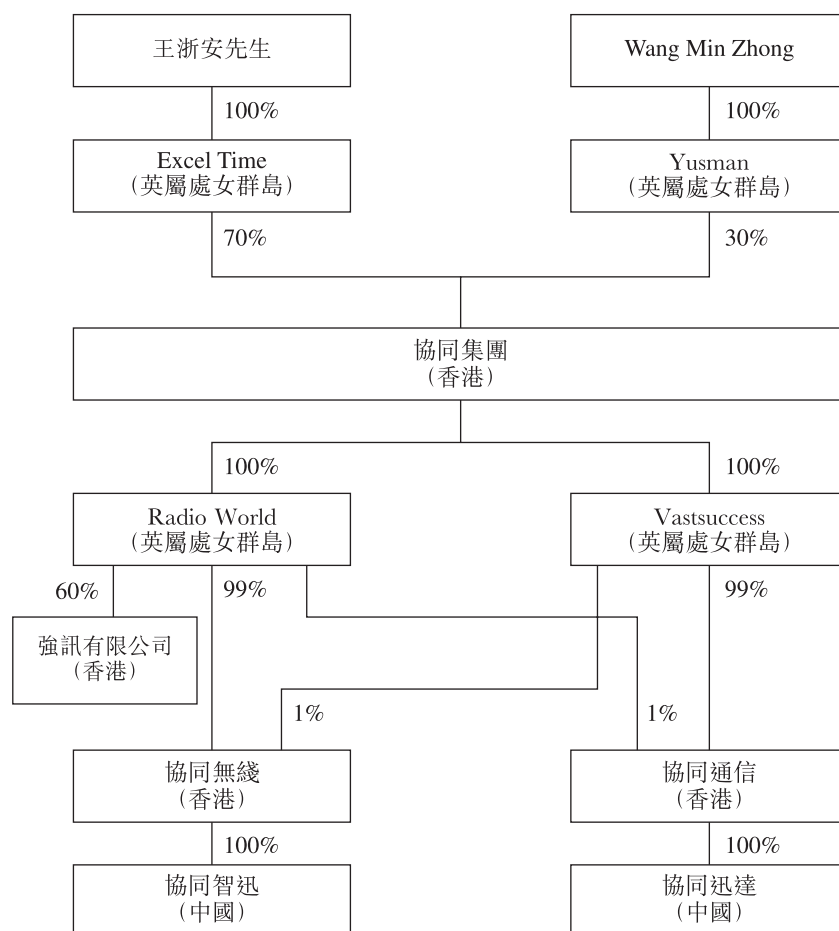 王浙安先生
Wang Min Zhong
100%
100%
Excel Time
(英屬處女群島)
Yusman
(英屬處女群島)
70%
30%
協同集團
(香港)
100%
100%
Radio World
(英屬處女群島)
Vastsuccess
(英屬處女群島)
60%
99%
99%
強訊有限公司
(香港)
1%
1%
協同無綫
(香港)
協同通信
(香港)
100%
100%
協同智迅
(中國)
協同迅達
(中國)